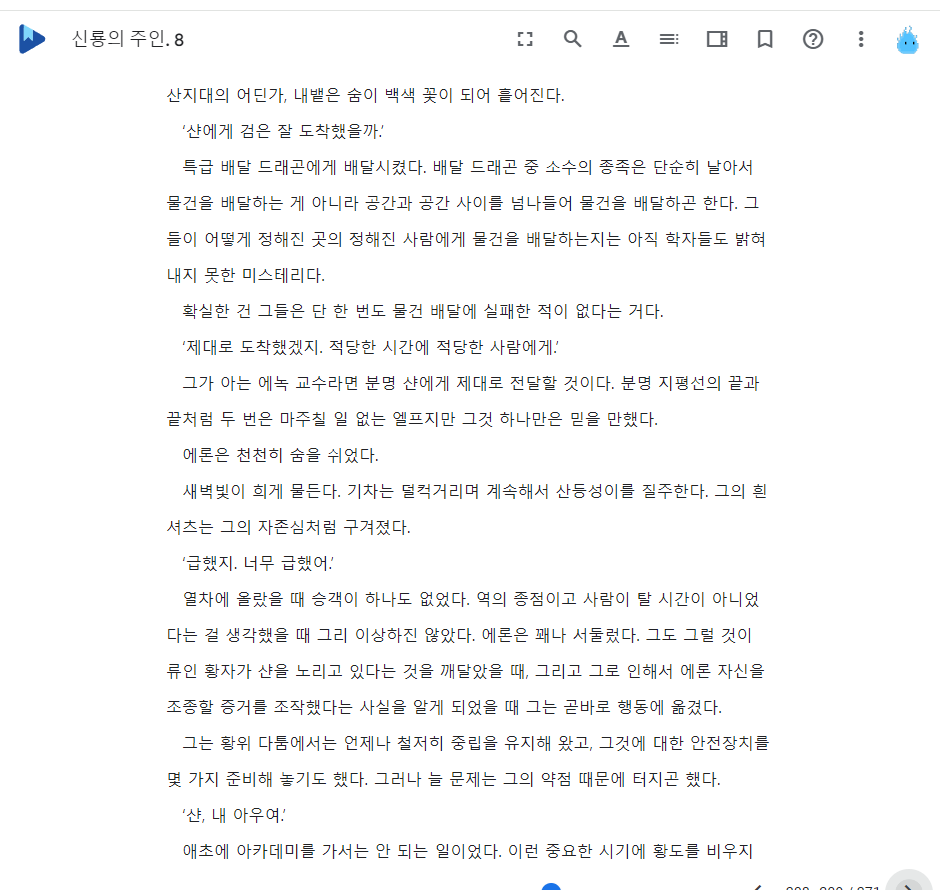 신룡의 주인. 8
산지대의 어딘가, 내뱉은 숨이 백색 꽃이 되어 흩어진다.
‘샨에게 검은 잘 도착했을까.’
특급 배달 드래곤에게 배달시켰다. 배달 드래곤 중 소수의 종족은 단순히 날아서
물건을 배달하는 게 아니라 공간과 공간 사이를 넘나들어 물건을 배달하곤 한다. 그
들이 어떻게 정해진 곳의 정해진 사람에게 물건을 배달하는지는 아직 학자들도 밝혀
내지 못한 미스테리다.
확실한 건 그들은 단 한 번도 물건 배달에 실패한 적이 없다는 거다.
‘제대로 도착했겠지. 적당한 시간에 적당한 사람에게.’
그가 아는 에녹 교수라면 분명 샨에게 제대로 전달할 것이다. 분명 지평선의 끝과
끝처럼 두 번은 마주칠 일 없는 엘프지만 그것 하나만은 믿을 만했다.
에론은 천천히 숨을 쉬었다.
새벽빛이 희게 물든다. 기차는 덜컥거리며 계속해서 산등성이를 질주한다. 그의 흰
셔츠는 그의 자존심처럼 구겨졌다.
‘급했지. 너무 급했어.’
열차에 올랐을 때 승객이 하나도 없었다. 역의 종점이고 사람이 탈 시간이 아니었
다는 걸 생각했을 때 그리 이상하진 않았다. 에론은 꽤나 서둘렀다. 그도 그럴 것이
류인 황자가 샨을 노리고 있다는 것을 깨달았을 때, 그리고 그로 인해서 에론 자신을
조종할 증거를 조작했다는 사실을 알게 되었을 때 그는 곧바로 행동에 옮겼다.
그는 황위 다툼에서는 언제나 철저히 중립을 유지해 왔고, 그것에 대한 안전장치를
몇 가지 준비해 놓기도 했다. 그러나 늘 문제는 그의 약점 때문에 터지곤 했다.
‘샨, 내 아우여.’
애초에 아카데미를 가서는 안 되는 일이었다. 이런 중요한 시기에 황도를 비우지